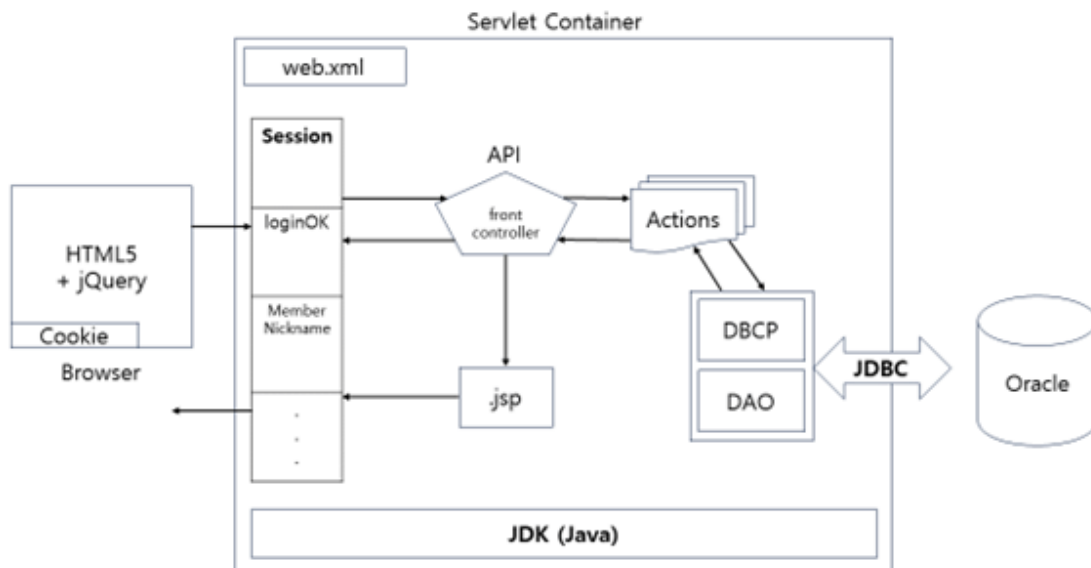 Servlet Container
web.xml
Session
API
front
controller
Actions
loginOK
HTML5
+ jQuery
Cookie
Browser
Member
Nickname
.
.
.
.jsp
DBCP
DAO
JDBC
Oracle
JDK (Java)